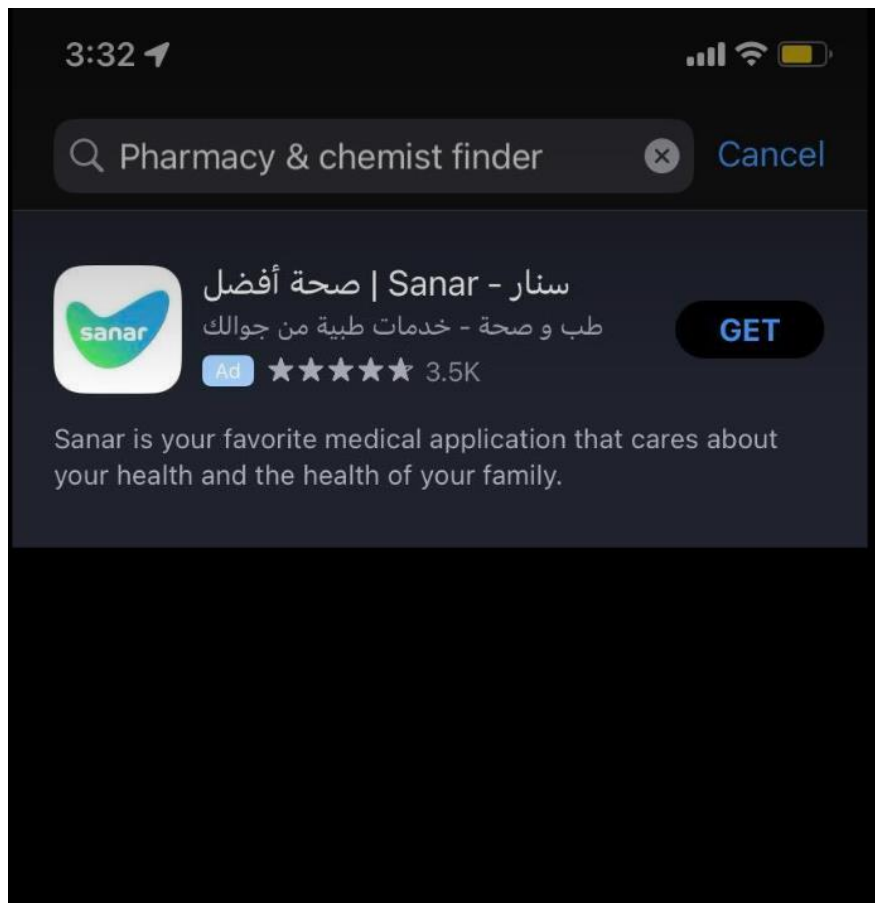 3:32
Pharmacy & chemist finder
Cancel
سنار - Sanar | صحة أفضل
sanar
طب و صحة - خدمات طبية من جوالك
GET
Ad 3.5K
Sanar is your favorite medical application that cares about
your health and the health of your family.